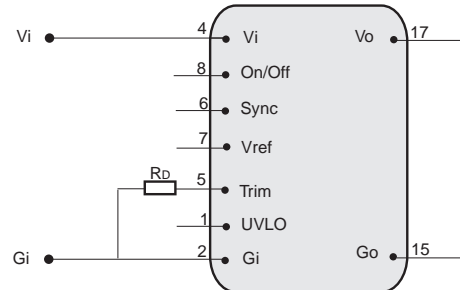 Vi 4 Vi Vo 17
8 On/Off
6 Sync
7 Vref
RD 5 Trim
1 UVLO
Gi 2 Gi Go 15